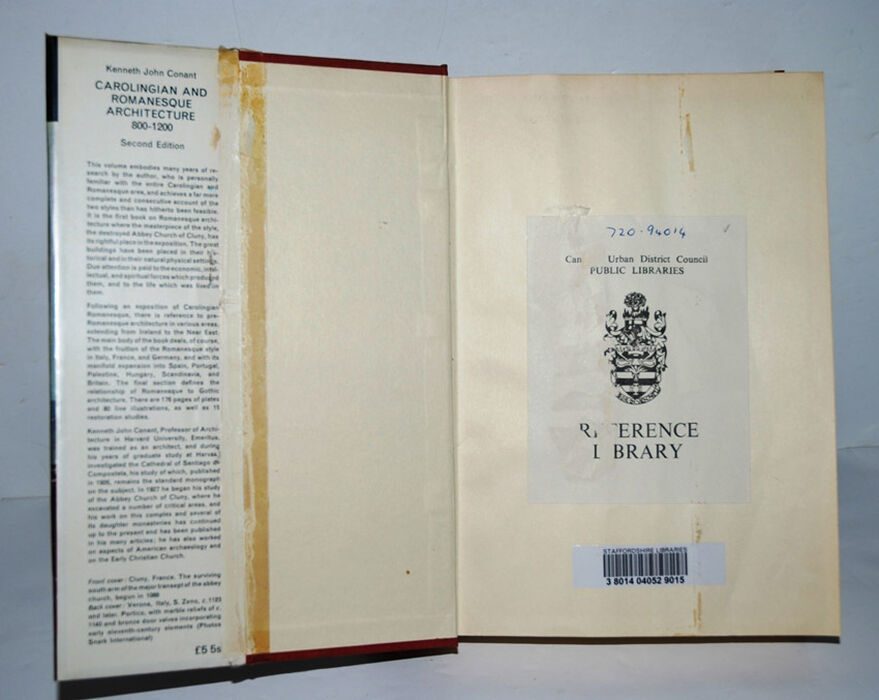 Kenneth John Conant
CAROLINGIAN AND
ROMANESQUE
ARCHITECTURE
800-1200
Second Edition
This volume embodies many years of re-
search by the author, who is personally
familiar with the entire Carolingian and
Romanesque area, and achieves a far more
complete and consecutive account of the
two styles than has hitherto been feasible.
It is the first book on Romanesque archi-
tecture where the masterpiece of the style,
the destroyed Abbey Church of Cluny, has
its rightful place in the exposition. The great
buildings have been placed in their his-
torical and in their natural physical setting.
Due attention is paid to the economic, intel-
lectual, and spiritual forces which produced
them, and to the life which was lived in
them.
Following an exposition of Carolingian
Romanesque, there is reference to pre-
Romanesque architecture in various areas,
extending from Ireland to the Near East.
The main body of the book deals, of course,
with the fruition of the Romanesque style
in Italy, France, and Germany, and with its
manifold expansion into Spain, Portugal,
Palestine, Hungary, Scandinavia, and
Britain. The final section defines the
relationship of Romanesque to Gothic
architecture. There are 176 pages of plates
and 80 line illustrations, as well as 11
restoration studies.
Kenneth John Conant, Professor of Archi-
tecture in Harvard University, Emeritus,
was trained as an architect, and during
his years of graduate study at Harvard
investigated the Cathedral of Santiago de
Compostela, his study of which, published
in 1926, remains the standard monograph
on the subject. In 1927 he began his study
of the Abbey Church of Cluny, where he
excavated a number of critical areas, and
his work on this complex and several of
its daughter monasteries has continued
up to the present and has been published
in his many articles; he has also worked
on aspects of American archaeology and
on the Early Christian Church.
Front cover: Cluny, France. The surviving
south arm of the major transept of the abbey
church, begun in 1088
Back cover: Verona, Italy, S. Zeno, c. 1123
and later. Portico, with marble reliefs of c.
1140 and bronze door valves incorporating
early eleventh-century elements (Photos
Snark International)
£5 5s
720.94014
Can Urban District Council
PUBLIC LIBRARIES
REFERENCE
LIBRARY
STAFFORDSHIRE LIBRARIES
3 8014 04052 9015